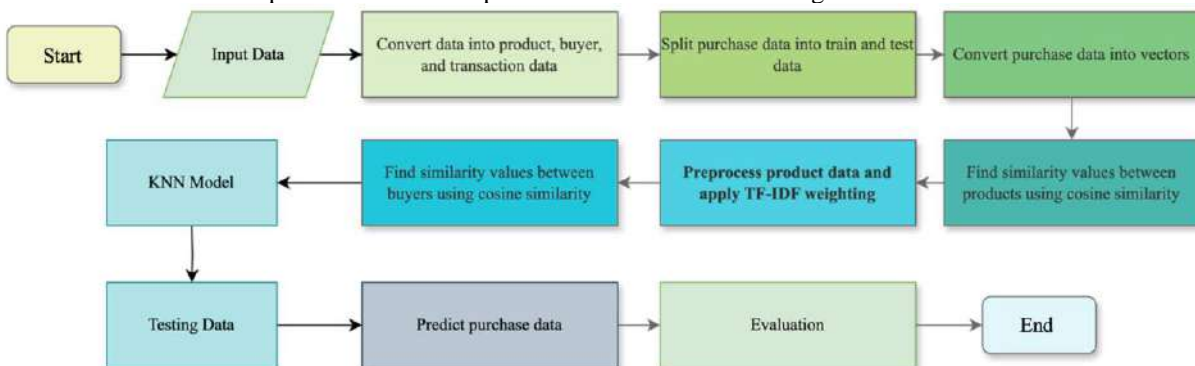 Start
Input Data
Convert data into product, buyer,
and transaction data
Split purchase data into train and test
data
Convert purchase data into vectors
KNN Model
Find similarity values between
buyers using cosine similarity
Preprocess product data and
apply TF-IDF weighting
Find similarity values between
products using cosine similarity
Testing Data
Predict purchase data
Evaluation
End